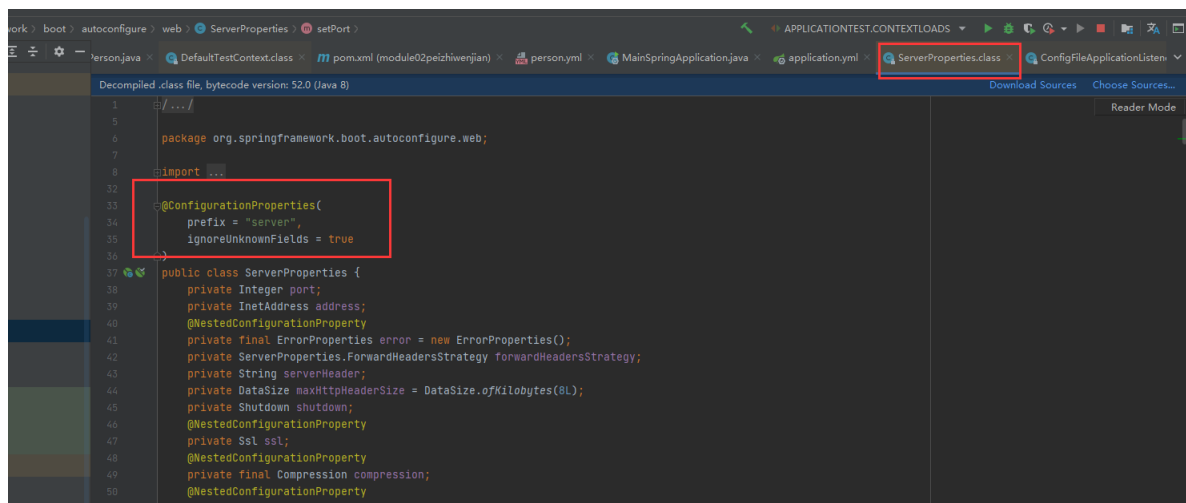 ork › boot › autoconfigure › web › ServerProperties › setPort ›
APPLICATIONTEST.CONTEXTLOADS
Person.java × DefaultTestContext.class × pom.xml (module02peizhiwenjian) × person.yml × MainSpringApplication.java × application.yml × ServerProperties.class × ConfigFileApplicationListen
Decompiled .class file, bytecode version: 52.0 (Java 8) Download Sources Choose Sources...
Reader Mode
1 /.../
5
6 package org.springframework.boot.autoconfigure.web;
7
8 import ...
32
33 @ConfigurationProperties(
34 prefix = "server",
35 ignoreUnknownFields = true
36 )
37 public class ServerProperties {
38 private Integer port;
39 private InetAddress address;
40 @NestedConfigurationProperty
41 private final ErrorProperties error = new ErrorProperties();
42 private ServerProperties.ForwardHeadersStrategy forwardHeadersStrategy;
43 private String serverHeader;
44 private DataSize maxHttpHeaderSize = DataSize.ofKilobytes(8L);
45 private Shutdown shutdown;
46 @NestedConfigurationProperty
47 private Ssl ssl;
48 @NestedConfigurationProperty
49 private final Compression compression;
50 @NestedConfigurationProperty